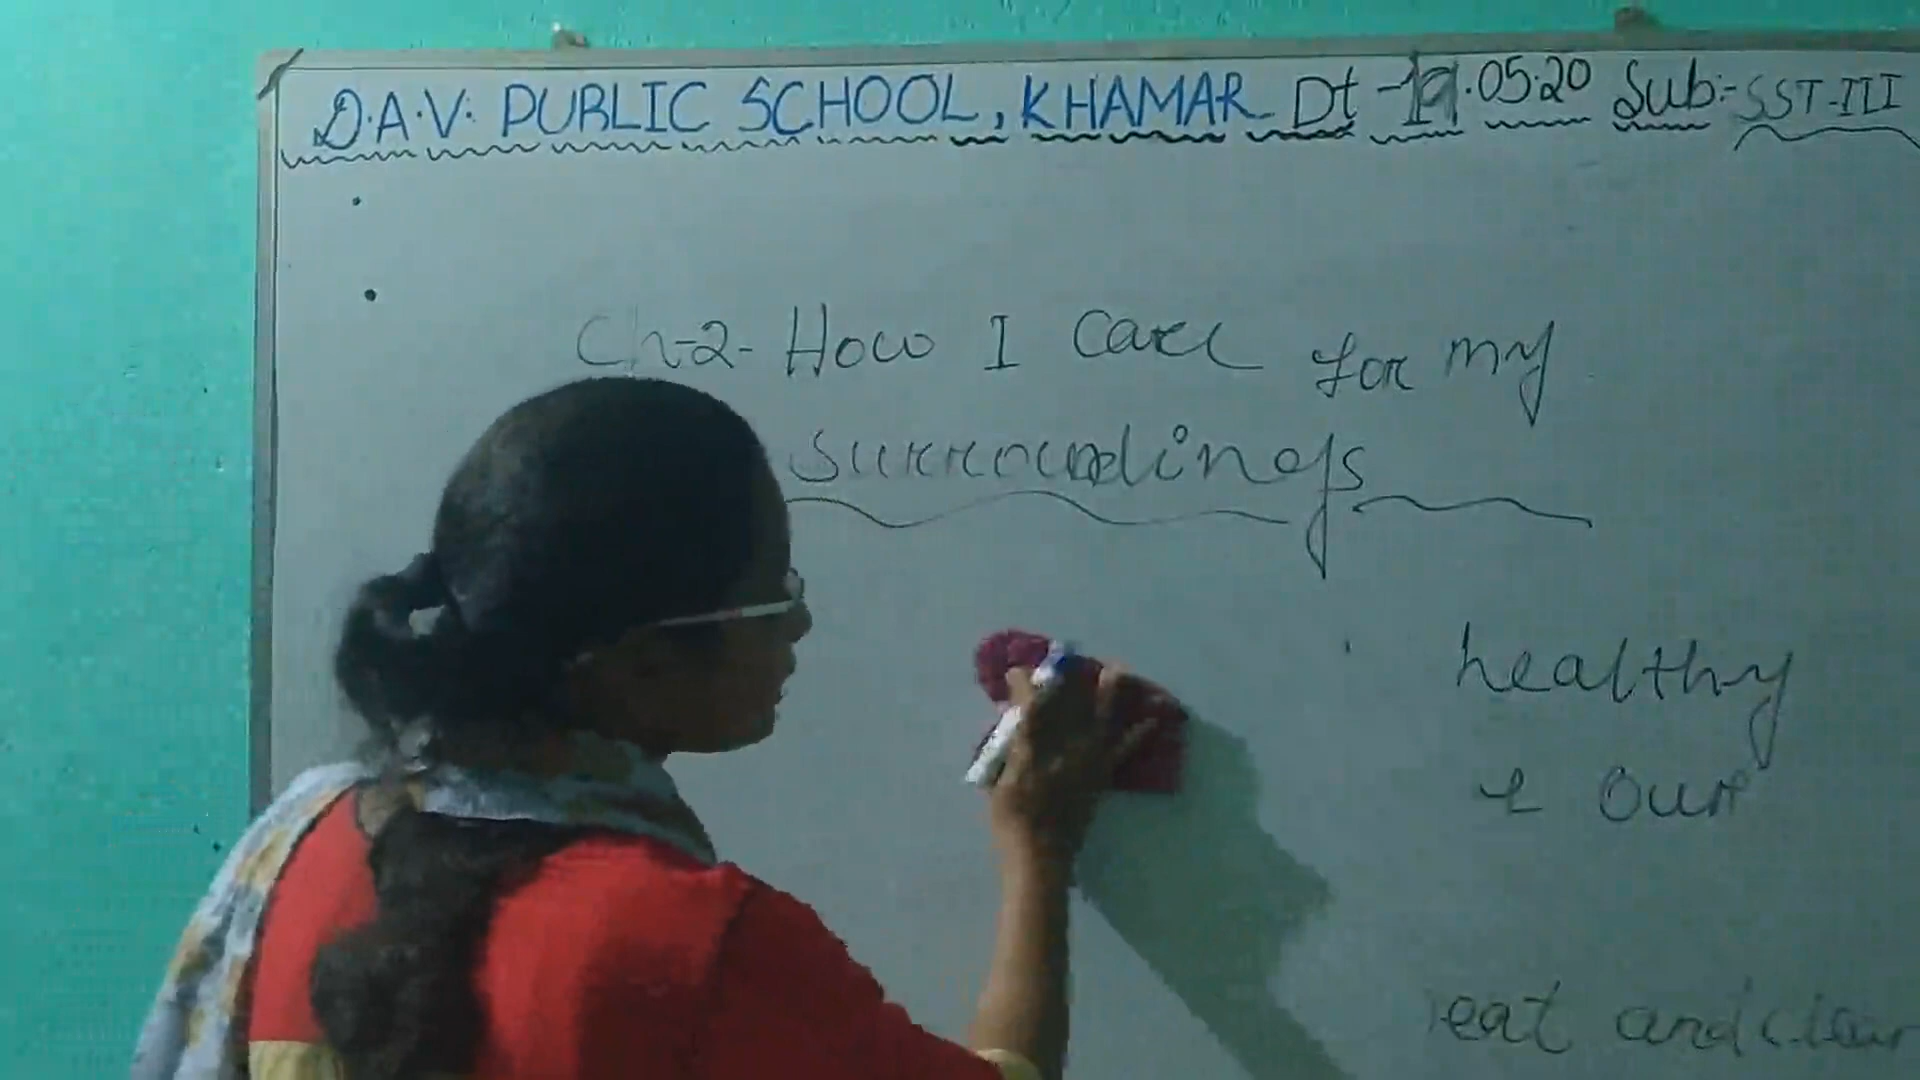 D.A.V. PUBLIC SCHOOL, KHAMAR Dt-19.05.20 Sub:-SST-III
Ch-2- How I care for my
surroundings
healthy
& our
eat and clean